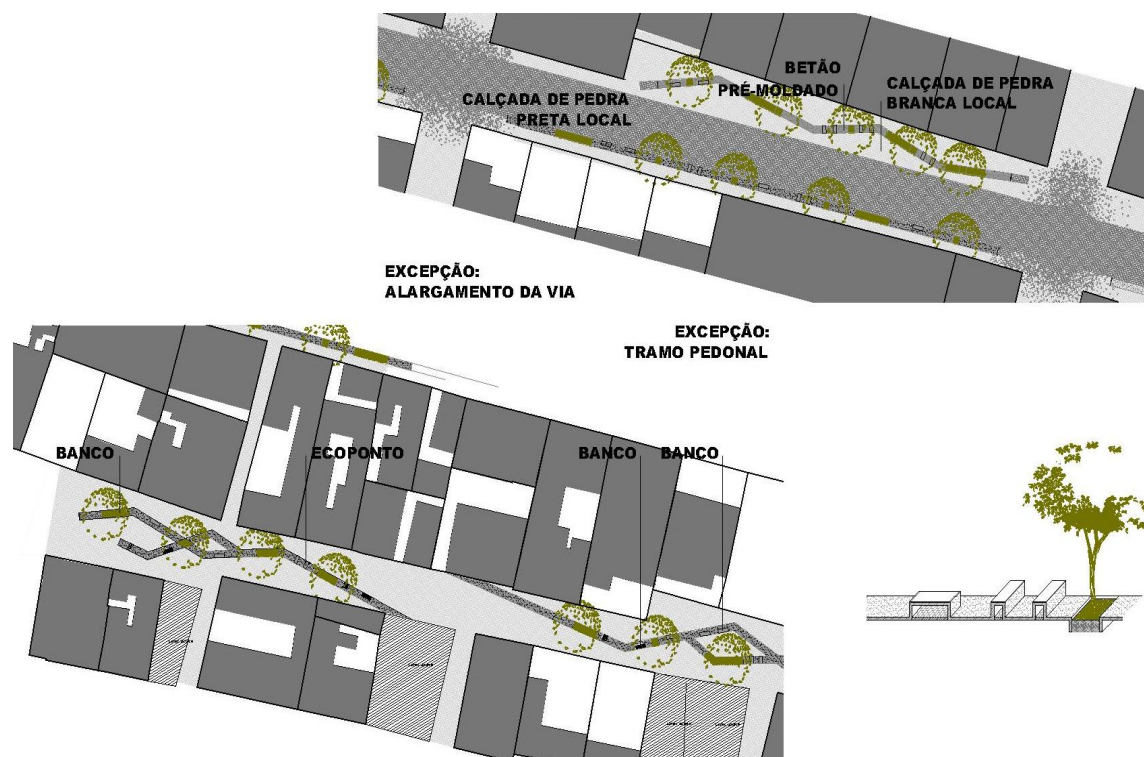 BETÃO
PRÉ-MOLDADO
CALÇADA DE PEDRA
BRANCA LOCAL
CALÇADA DE PEDRA
PRETA LOCAL
EXCEPÇÃO:
ALARGAMENTO DA VIA
EXCEPÇÃO:
TRAMO PEDONAL
BANCO
ECOPONTO
BANCO
BANCO